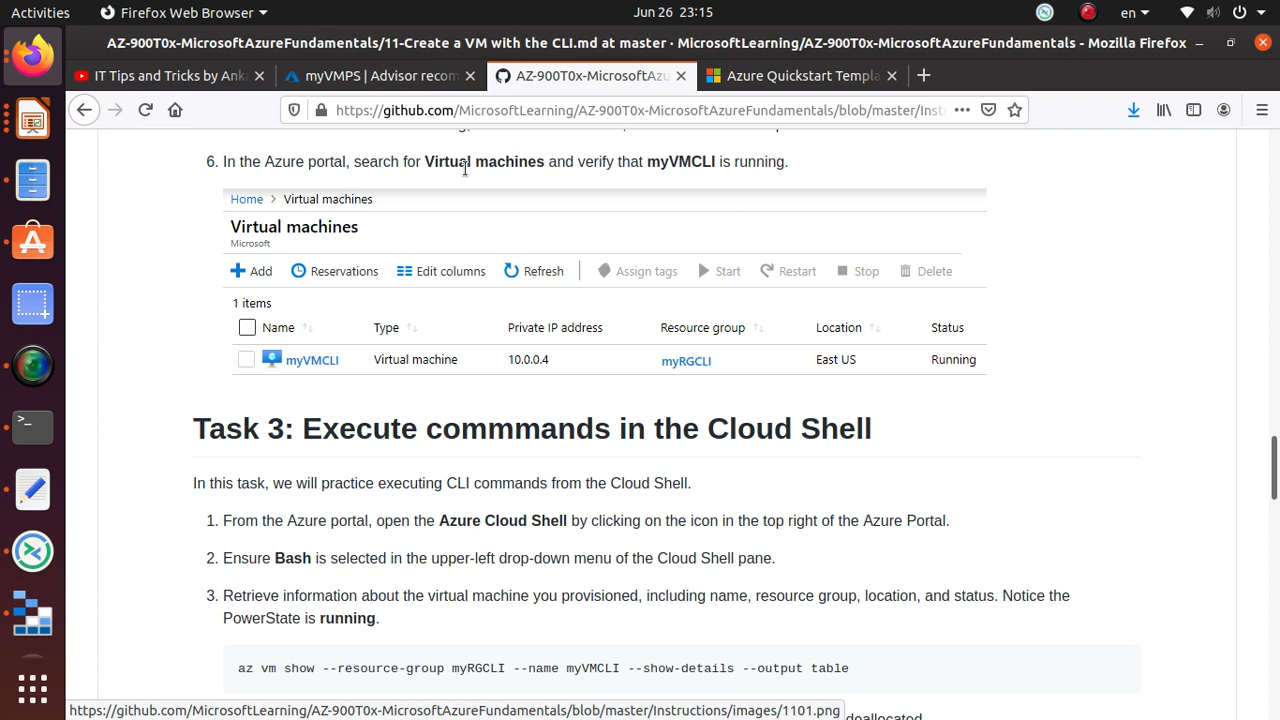 Activities
Firefox Web Browser
Jun 26 23:15
en
AZ-900T0x-MicrosoftAzureFundamentals/11-Create a VM with the CLI.md at master · MicrosoftLearning/AZ-900T0x-MicrosoftAzureFundamentals - Mozilla Firefox
IT Tips and Tricks by Anka
myVMPS | Advisor recom
AZ-900T0x-MicrosoftAzu
Azure Quickstart Templa
https://github.com/MicrosoftLearning/AZ-900T0x-MicrosoftAzureFundamentals/blob/master/Instr
6. In the Azure portal, search for Virtual machines and verify that myVMCLI is running.
Home > Virtual machines
Virtual machines
Microsoft
Add Reservations Edit columns Refresh Assign tags Start Restart Stop Delete
1 items
Name Type Private IP address Resource group Location Status
myVMCLI Virtual machine 10.0.0.4 myRGCLI East US Running
Task 3: Execute commmands in the Cloud Shell
In this task, we will practice executing CLI commands from the Cloud Shell.
1. From the Azure portal, open the Azure Cloud Shell by clicking on the icon in the top right of the Azure Portal.
2. Ensure Bash is selected in the upper-left drop-down menu of the Cloud Shell pane.
3. Retrieve information about the virtual machine you provisioned, including name, resource group, location, and status. Notice the
PowerState is running.
az vm show --resource-group myRGCLI --name myVMCLI --show-details --output table
https://github.com/MicrosoftLearning/AZ-900T0x-MicrosoftAzureFundamentals/blob/master/Instructions/images/1101.png
deallocated